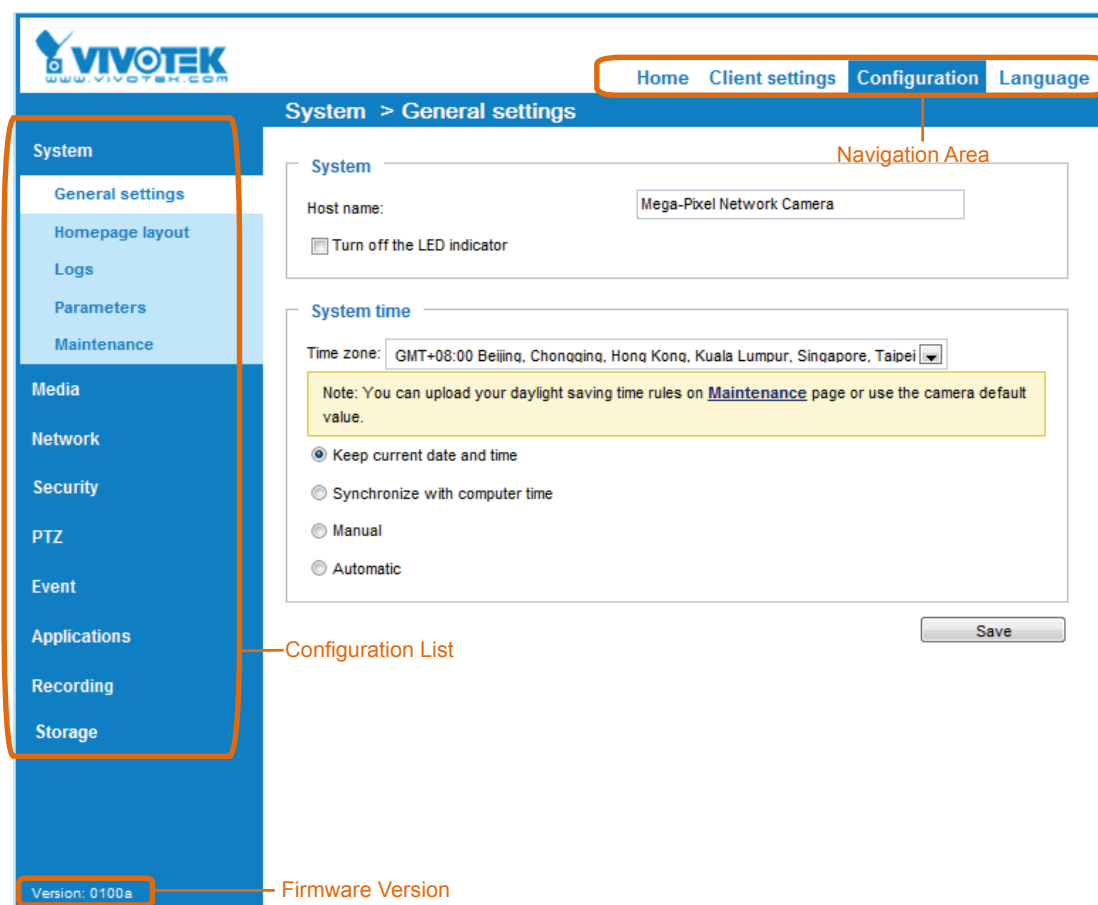 VIVOTEK
www.vivotek.com
Home Client settings Configuration Language
System > General settings
Navigation Area
System
General settings
Homepage layout
Logs
Parameters
Maintenance
Media
Network
Security
PTZ
Event
Applications
Recording
Storage
Version: 0100a
System
Host name: Mega-Pixel Network Camera
Turn off the LED indicator
System time
Time zone: GMT+08:00 Beijing, Chongqing, Hong Kong, Kuala Lumpur, Singapore, Taipei
Note: You can upload your daylight saving time rules on Maintenance page or use the camera default
value.
Keep current date and time
Synchronize with computer time
Manual
Automatic
Save
Configuration List
Firmware Version